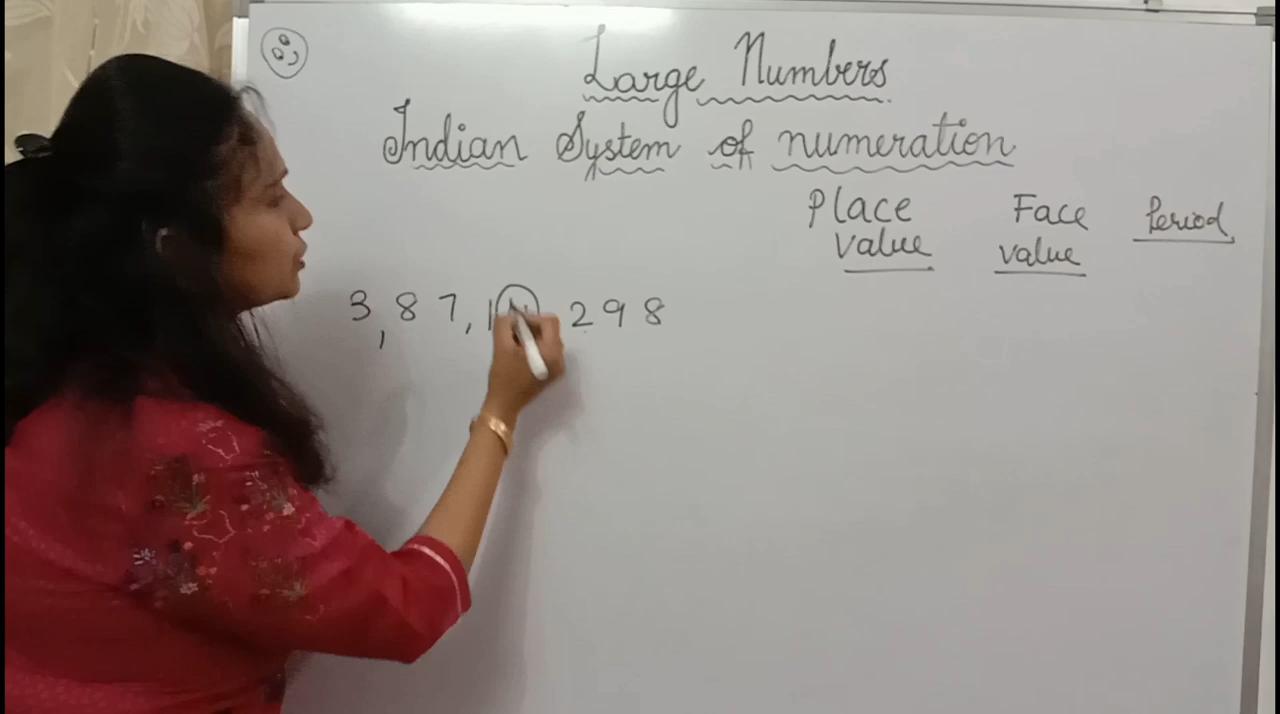 Large Numbers
Indian System of numeration
Place Face Period
value value
3,87,1 298